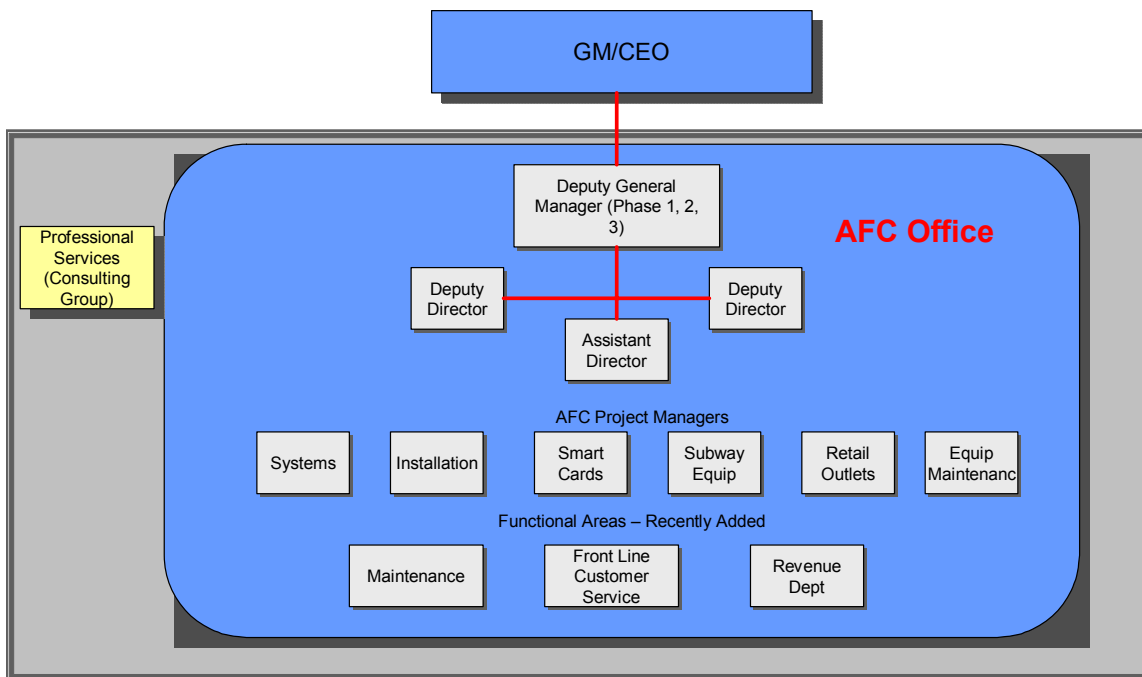 GM/CEO
Deputy General
Manager (Phase 1, 2,
3)
AFC Office
Professional
Services
(Consulting
Group)
Deputy
Director
Deputy
Director
Assistant
Director
AFC Project Managers
Systems
Installation
Smart
Cards
Subway
Equip
Retail
Outlets
Equip
Maintenanc
Functional Areas – Recently Added
Maintenance
Front Line
Customer
Service
Revenue
Dept